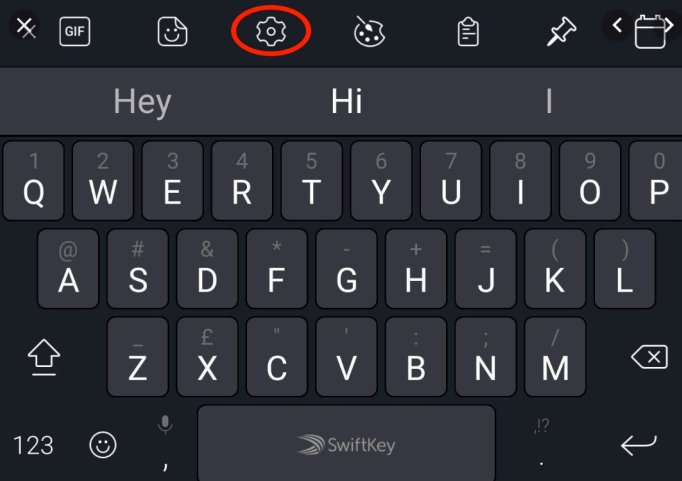 GIF
Hey Hi I
1 2 3 4 5 6 7 8 9 0
Q W E R T Y U I O P
@ # & * - + = ( )
A S D F G H J K L
_ £ " ' : ; /
Z X C V B N M
123 , SwiftKey ,!? .